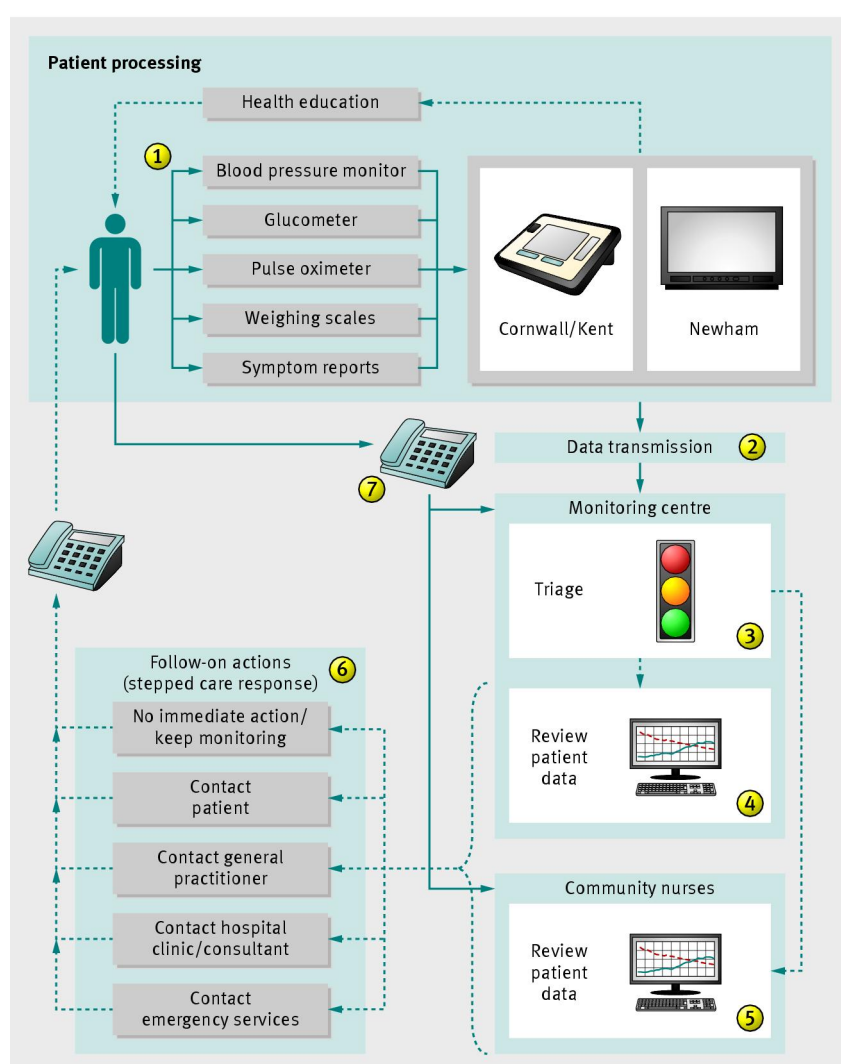 Patient processing
Health education
1
Blood pressure monitor
Glucometer
Pulse oximeter
Weighing scales
Symptom reports
Cornwall/Kent
Newham
Data transmission
2
7
Monitoring centre
Triage
3
Follow-on actions
(stepped care response)
6
No immediate action/
keep monitoring
Contact
patient
Contact general
practitioner
Contact hospital
clinic/consultant
Contact
emergency services
Review
patient
data
4
Community nurses
Review
patient
data
5